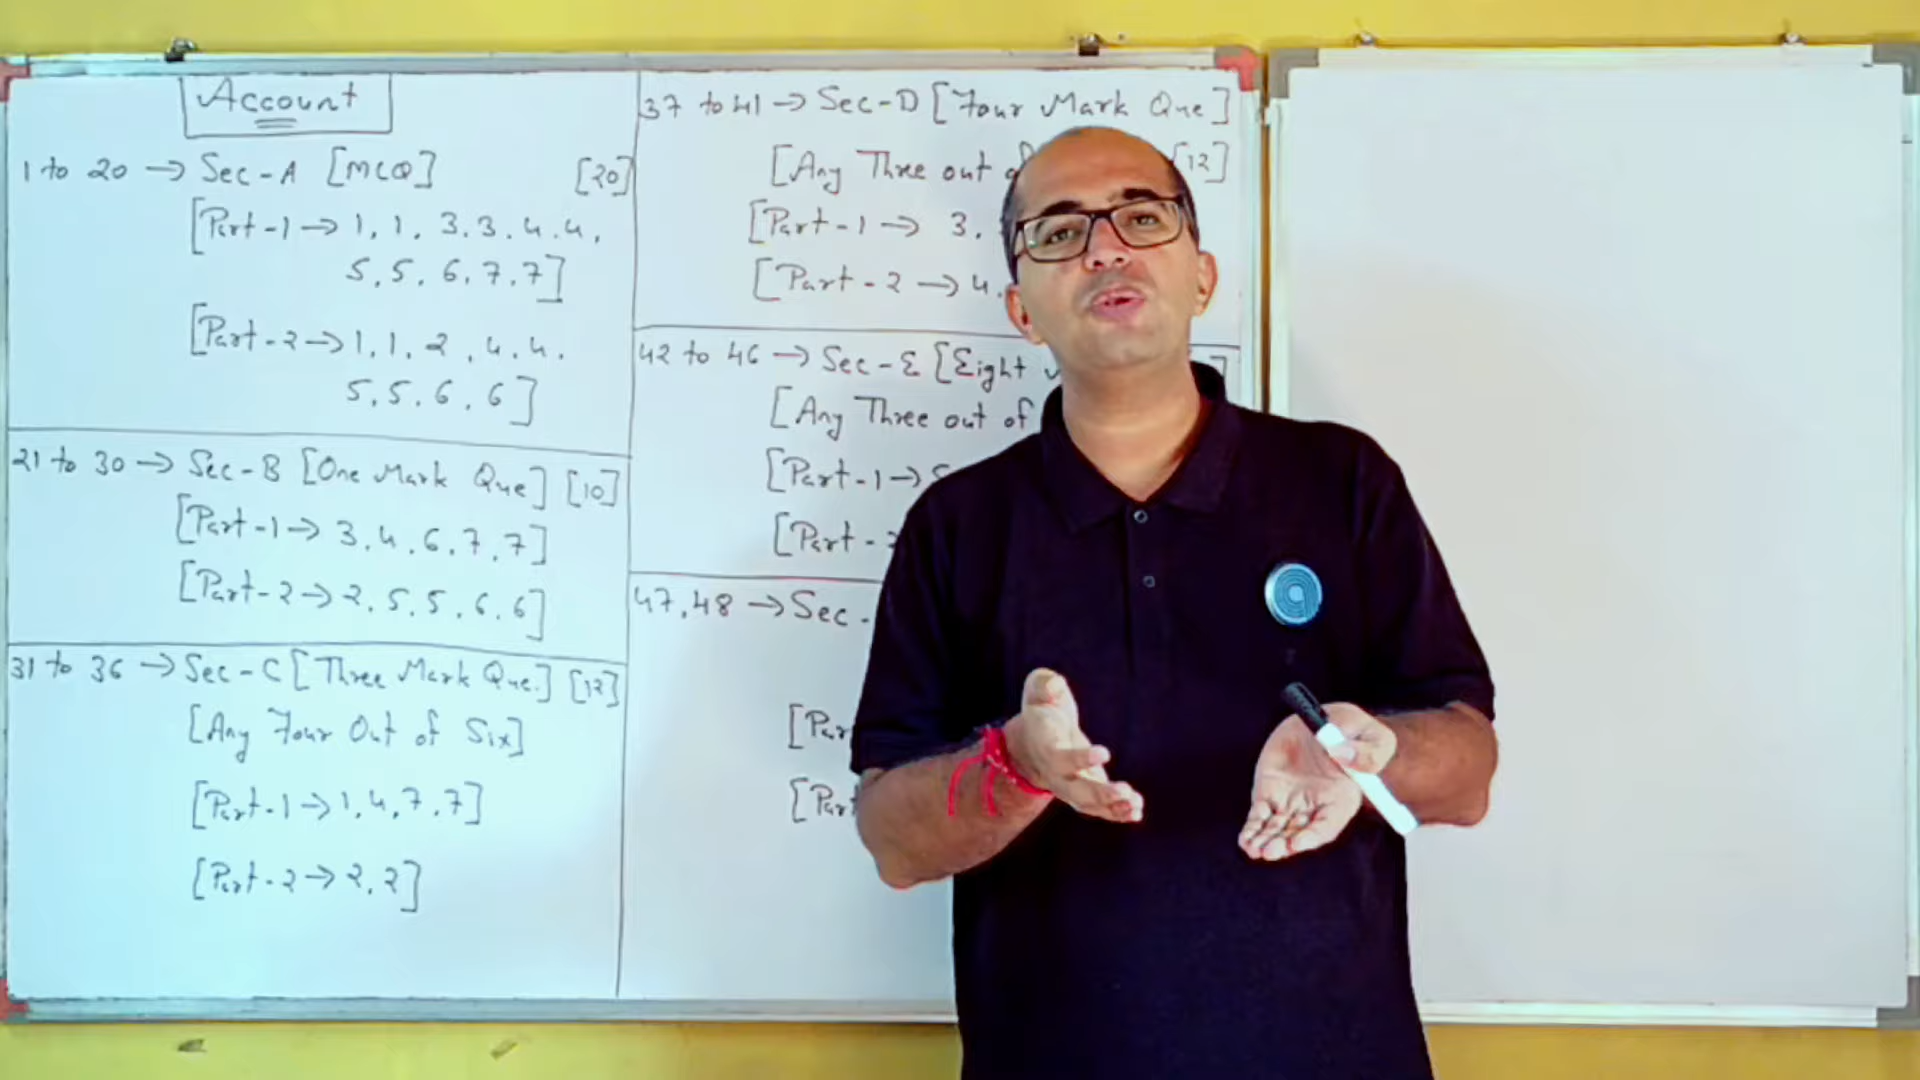 Account
1 to 20 → Sec-A [MCQ] [20]
[Part-1 → 1, 1, 3, 3, 4, 4,
5, 5, 6, 7, 7]
[Part-2 → 1, 1, 2, 4, 4,
5, 5, 6, 6]
21 to 30 → Sec-B [One Mark Que] [10]
[Part-1 → 3, 4, 6, 7, 7]
[Part-2 → 2, 5, 5, 6, 6]
31 to 36 → Sec-C [Three Mark Que.] [12]
[Any Four Out of Six]
[Part-1 → 1, 4, 7, 7]
[Part-2 → 2, 2]
37 to 41 → Sec-D [Four Mark Que]
[Any Three out [12]
[Part-1 → 3,
[Part-2 → 4,
42 to 46 → Sec-E [Eight
[Any Three out of
[Part-1 →
[Part-
47, 48 → Sec-